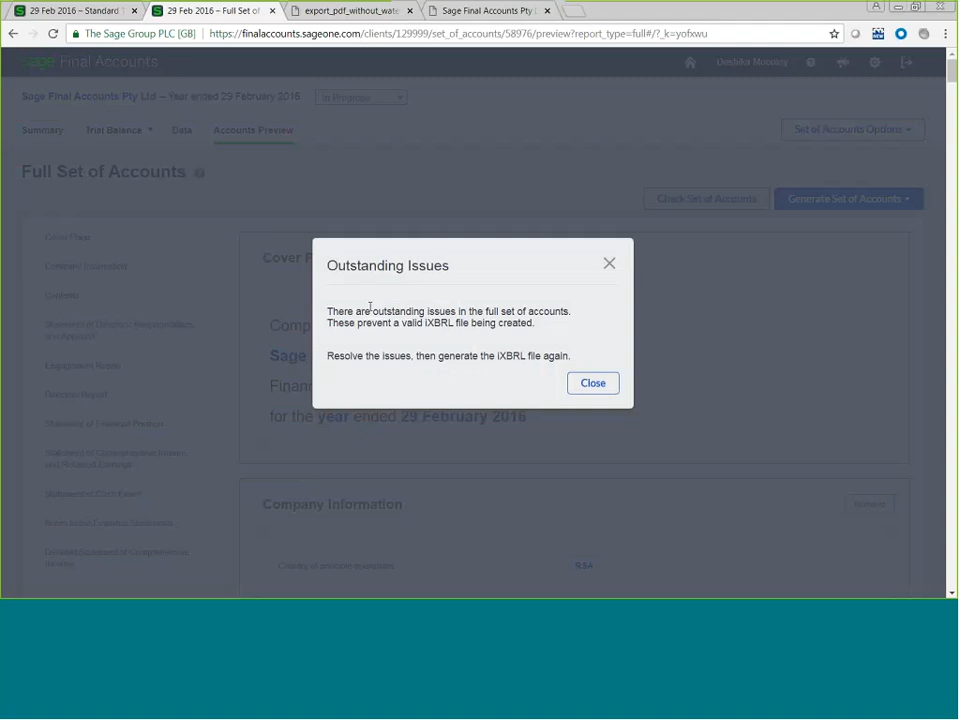 29 Feb 2016 – Standard
29 Feb 2016 – Full Set of
export_pdf_without_wate
Sage Final Accounts Pty L
The Sage Group PLC [GB]
https://finalaccounts.sageone.com/clients/129999/set_of_accounts/58976/preview?report_type=full#/?_k=yofxwu
sage Final Accounts
Sage Final Accounts Pty Ltd – Year ended 29 February 2016
In Progress
Summary
Trial Balance
Data
Accounts Preview
Set of Accounts Options
Full Set of Accounts
Check Set of Accounts
Generate Set of Accounts
Cover Page
Company Information
Contents
Statement of Directors' Responsibilities
and Approval
Engagement Report
Directors Report
Statement of Financial Position
Statement of Comprehensive Income
and Retained Earnings
Statement of Cash Flows
Notes to the Financial Statements
Detailed Statement of Comprehensive
Income
Cover P
Comp
Sage
Finan
for the year ended 29 February 2016
Outstanding Issues
There are outstanding issues in the full set of accounts.
These prevent a valid iXBRL file being created.
Resolve the issues, then generate the iXBRL file again.
Close
Company Information
RSA